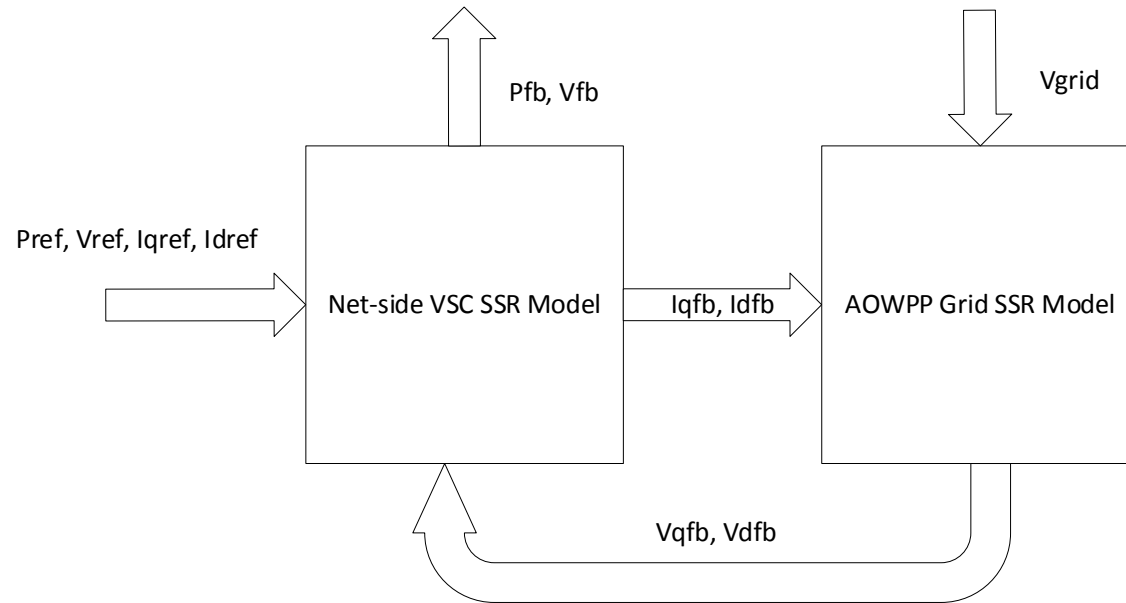 Pfb, Vfb
Vgrid
Pref, Vref, Iqref, Idref
Net-side VSC SSR Model
Iqfb, Idfb
AOWPP Grid SSR Model
Vqfb, Vdfb